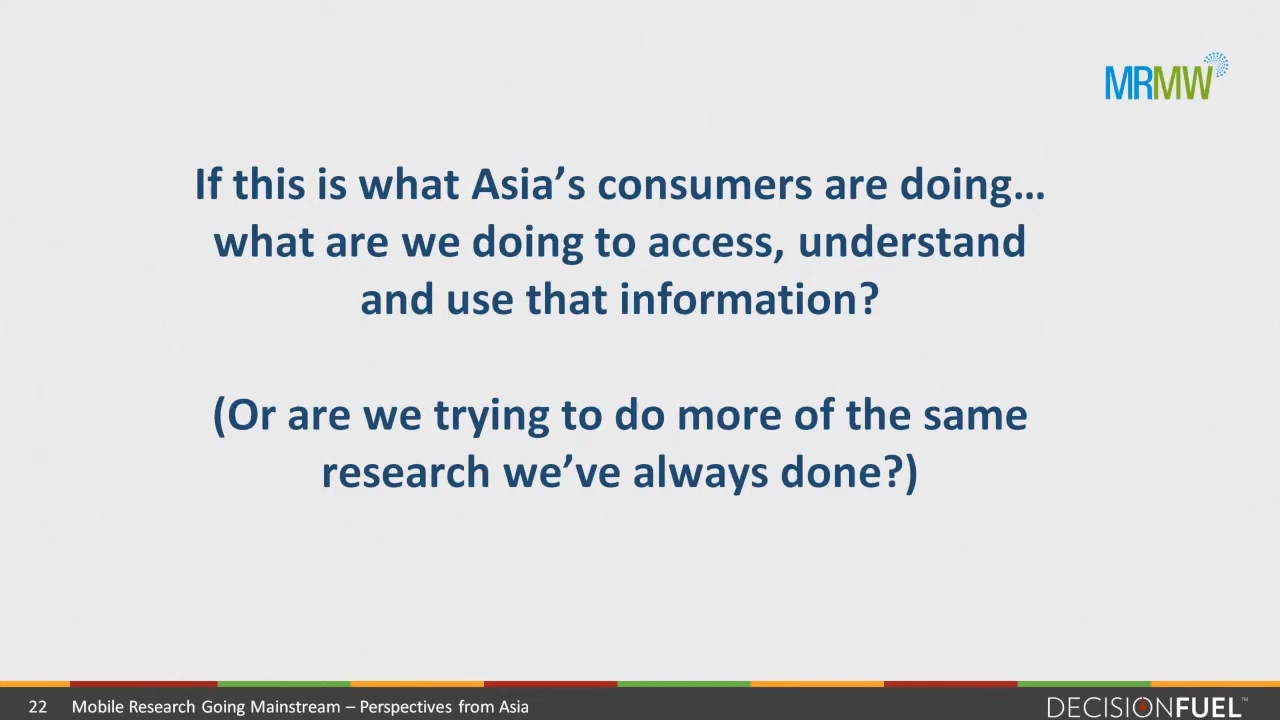 MRMW
If this is what Asia’s consumers are doing…
what are we doing to access, understand
and use that information?
(Or are we trying to do more of the same
research we’ve always done?)
22 Mobile Research Going Mainstream – Perspectives from Asia
DECISIONFUEL™